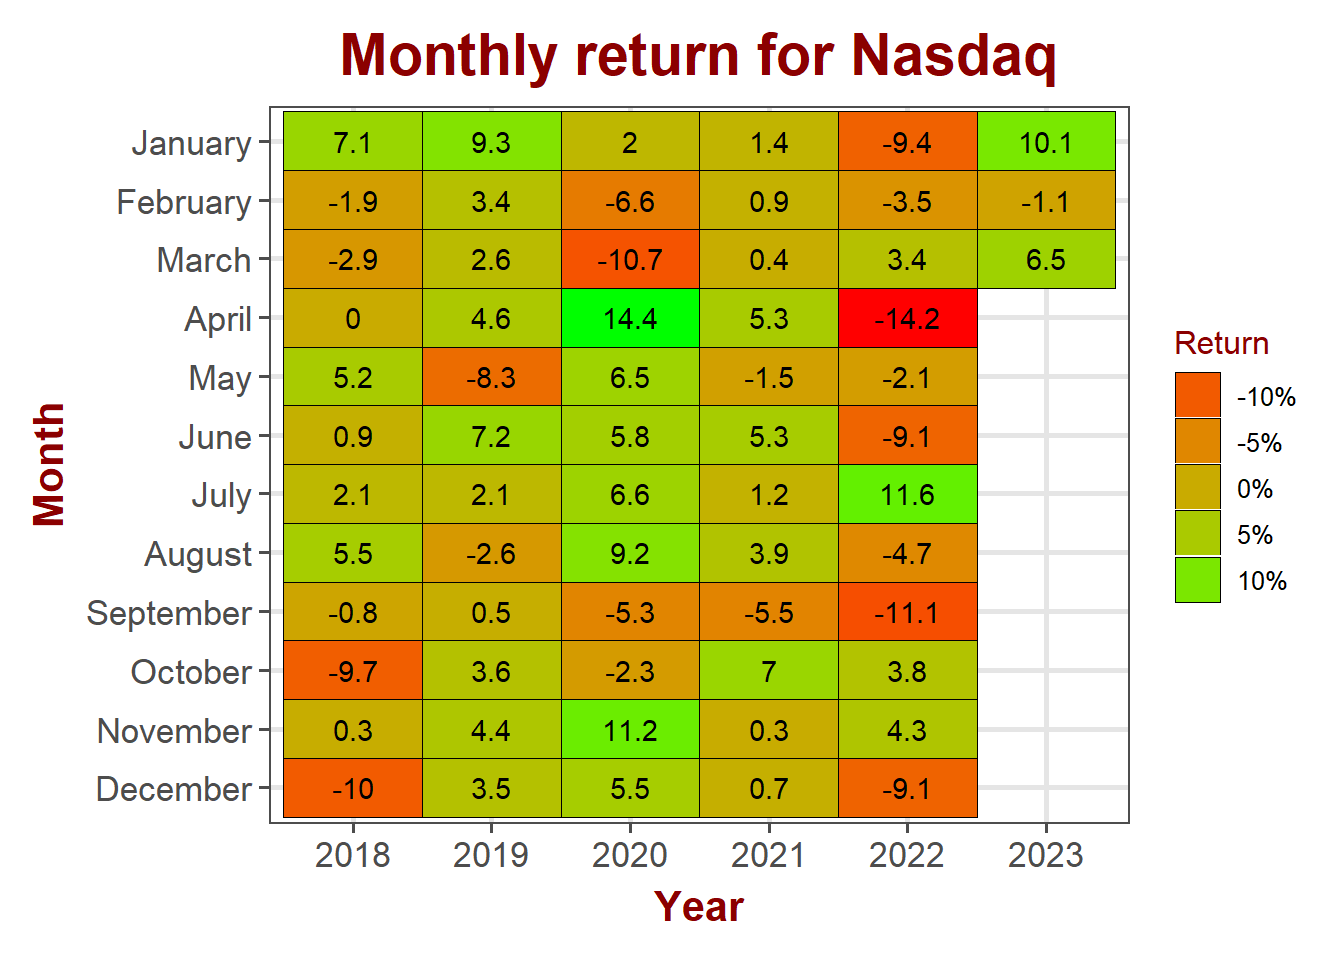 Monthly return for Nasdaq
January 7.1 9.3 2 1.4 -9.4 10.1
February -1.9 3.4 -6.6 0.9 -3.5 -1.1
March -2.9 2.6 -10.7 0.4 3.4 6.5
April 0 4.6 14.4 5.3 -14.2
May 5.2 -8.3 6.5 -1.5 -2.1
June 0.9 7.2 5.8 5.3 -9.1
July 2.1 2.1 6.6 1.2 11.6
August 5.5 -2.6 9.2 3.9 -4.7
September -0.8 0.5 -5.3 -5.5 -11.1
October -9.7 3.6 -2.3 7 3.8
November 0.3 4.4 11.2 0.3 4.3
December -10 3.5 5.5 0.7 -9.1
2018 2019 2020 2021 2022 2023
Year
Month
Return
-10%
-5%
0%
5%
10%